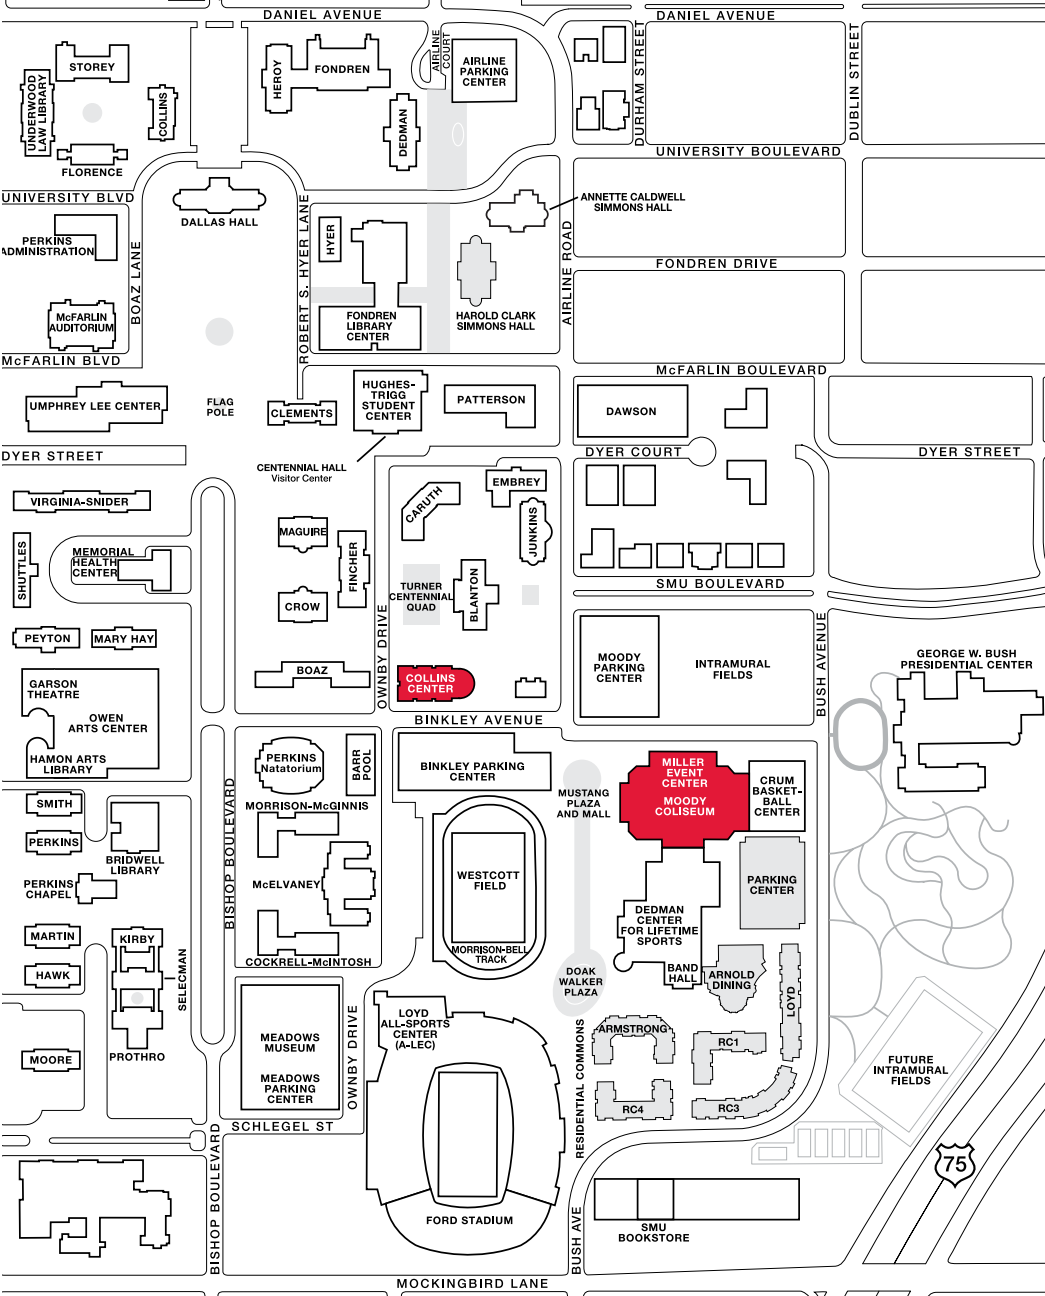 DANIEL AVENUE
DANIEL AVENUE
STOREY
UNDERWOOD
LAW LIBRARY
COLLINS
FLORENCE
HEROY
FONDREN
AIRLINE
COURT
AIRLINE
PARKING
CENTER
DEDMAN
DURHAM STREET
DUBLIN STREET
UNIVERSITY BOULEVARD
UNIVERSITY BLVD
DALLAS HALL
ANNETTE CALDWELL
SIMMONS HALL
PERKINS
ADMINISTRATION
BOAZ LANE
ROBERT S. HYER LANE
HYER
AIRLINE ROAD
FONDREN DRIVE
McFARLIN
AUDITORIUM
FONDREN
LIBRARY
CENTER
HAROLD CLARK
SIMMONS HALL
McFARLIN BLVD
McFARLIN BOULEVARD
UMPHREY LEE CENTER
FLAG
POLE
CLEMENTS
HUGHES-
TRIGG
STUDENT
CENTER
PATTERSON
DAWSON
DYER STREET
DYER COURT
DYER STREET
CENTENNIAL HALL
Visitor Center
VIRGINIA-SNIDER
CARUTH
EMBREY
JUNKINS
MAGUIRE
FINCHER
SHUTTLES
MEMORIAL
HEALTH
CENTER
TURNER
CENTENNIAL
QUAD
BLANTON
SMU BOULEVARD
CROW
OWNBY DRIVE
PEYTON
MARY HAY
BUSH AVENUE
GEORGE W. BUSH
PRESIDENTIAL CENTER
MOODY
PARKING
CENTER
INTRAMURAL
FIELDS
BOAZ
COLLINS
CENTER
GARSON
THEATRE
OWEN
ARTS CENTER
HAMON ARTS
LIBRARY
BINKLEY AVENUE
PERKINS
Natatorium
BARR
POOL
BINKLEY PARKING
CENTER
MILLER
EVENT
CENTER
MOODY
COLISEUM
CRUM
BASKET-
BALL
CENTER
MUSTANG
PLAZA
AND MALL
SMITH
BISHOP BOULEVARD
MORRISON-McGINNIS
PERKINS
BRIDWELL
LIBRARY
PERKINS
CHAPEL
McELVANEY
WESTCOTT
FIELD
PARKING
CENTER
DEDMAN
CENTER
FOR LIFETIME
SPORTS
MARTIN
KIRBY
SELECMAN
MORRISON-BELL
TRACK
HAWK
COCKRELL-McINTOSH
DOAK
WALKER
PLAZA
BAND
HALL
ARNOLD
DINING
LOYD
PROTHRO
MOORE
MEADOWS
MUSEUM
MEADOWS
PARKING
CENTER
OWNBY DRIVE
LOYD
ALL-SPORTS
CENTER
(A-LEC)
RESIDENTIAL COMMONS
ARMSTRONG
RC1
RC4
RC3
FUTURE
INTRAMURAL
FIELDS
SCHLEGEL ST
BISHOP BOULEVARD
75
FORD STADIUM
BUSH AVE
SMU
BOOKSTORE
MOCKINGBIRD LANE